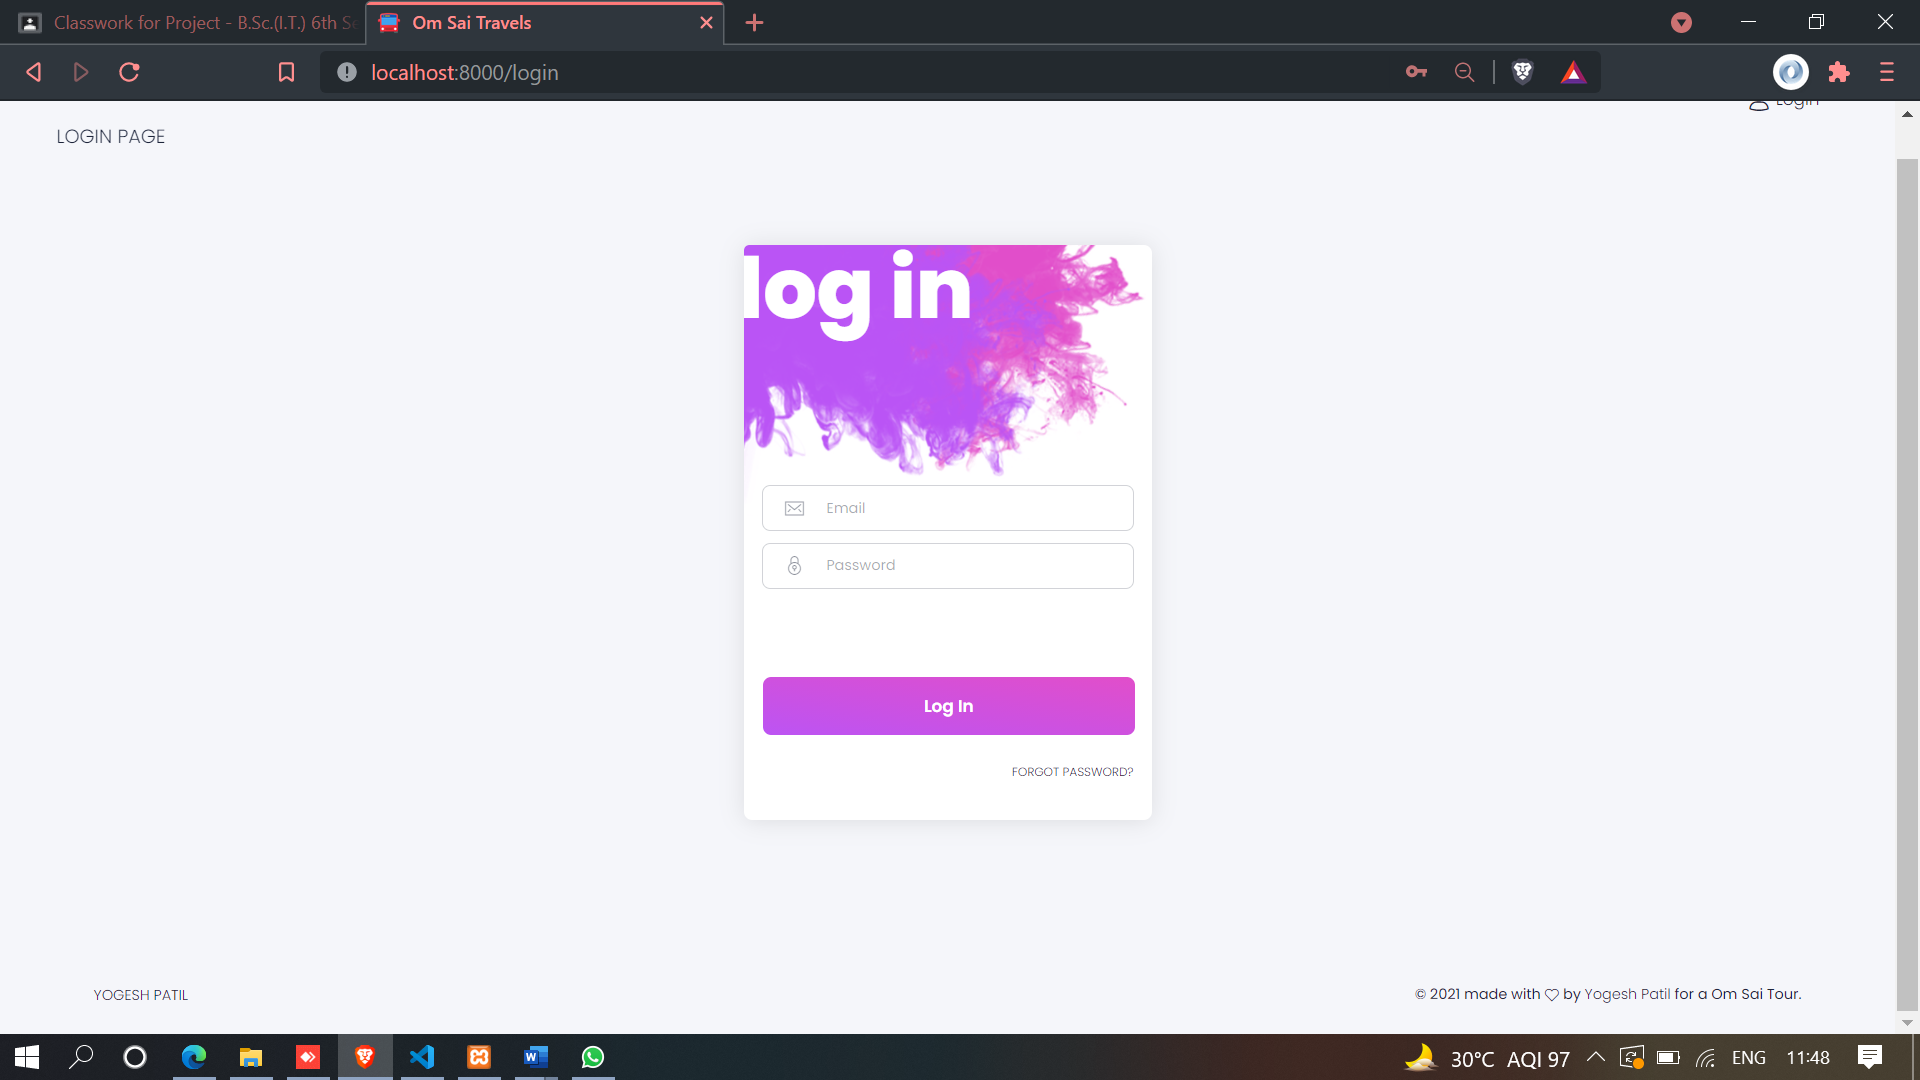 Classwork for Project - B.Sc.(I.T.) 6th Se
Om Sai Travels
localhost:8000/login
Login
LOGIN PAGE
log in
Email
Password
Log In
FORGOT PASSWORD?
YOGESH PATIL
© 2021 made with ♡ by Yogesh Patil for a Om Sai Tour.
30°C AQI 97
ENG
11:48